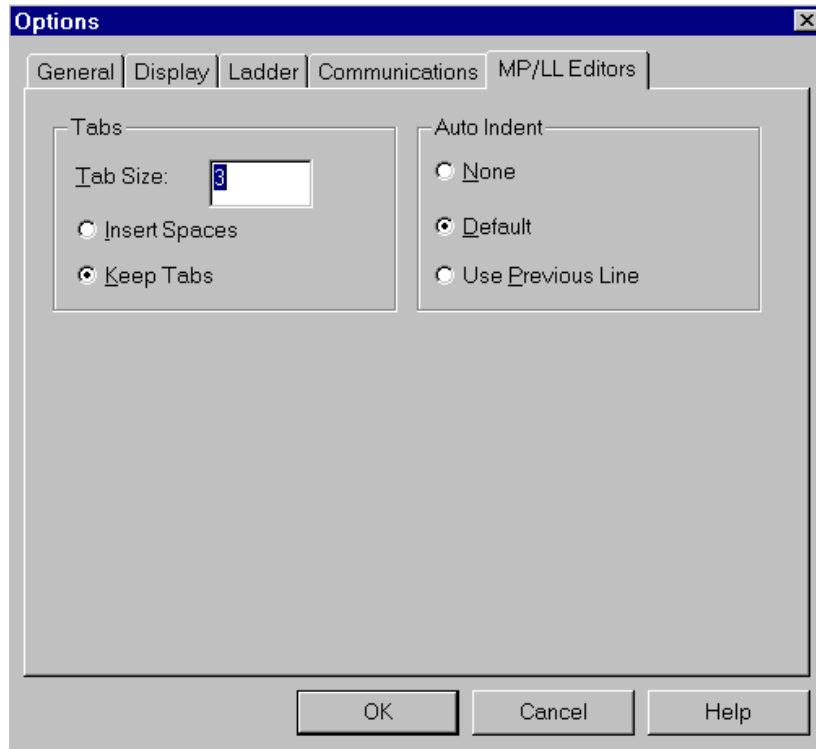 Options
General Display Ladder Communications MP/LL Editors
Tabs
Tab Size: 3
Insert Spaces
Keep Tabs
Auto Indent
None
Default
Use Previous Line
OK Cancel Help